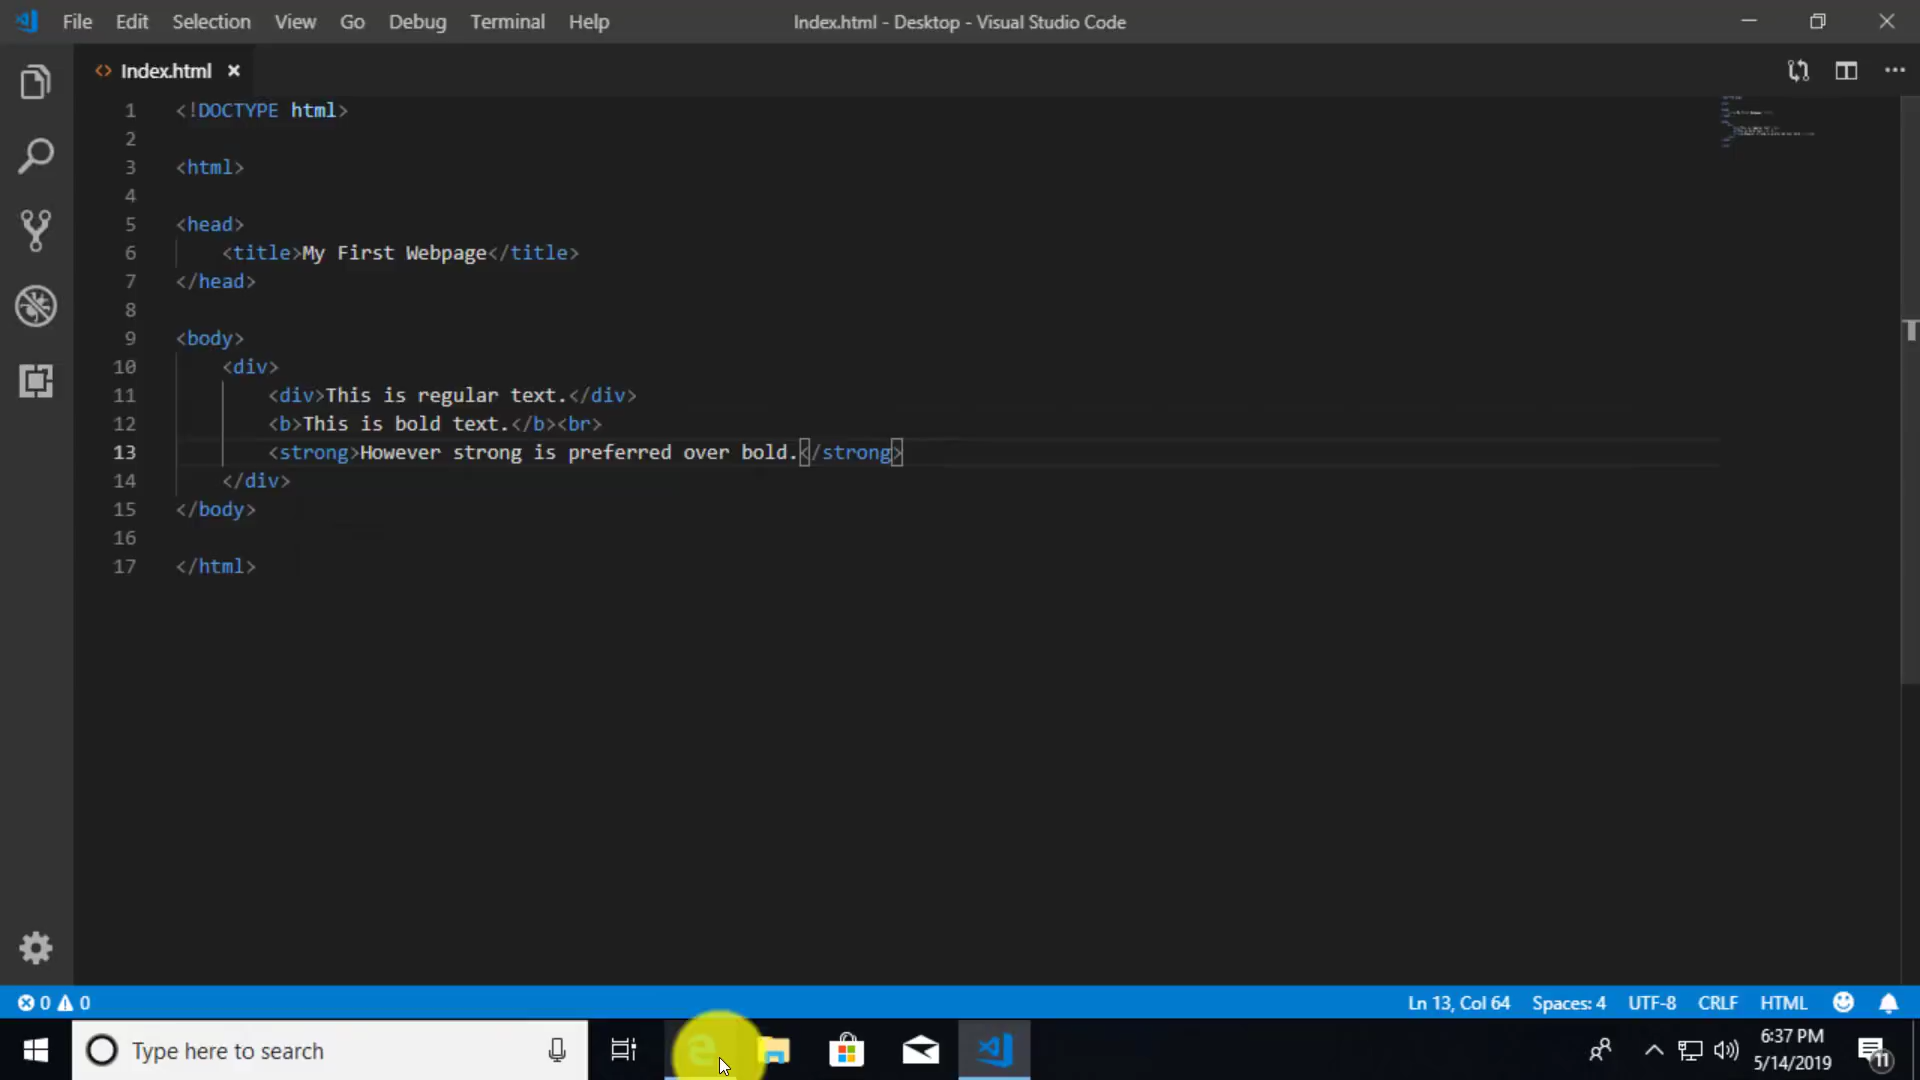 File Edit Selection View Go Debug Terminal Help
Index.html - Desktop - Visual Studio Code
Index.html
1 <!DOCTYPE html>
2
3 <html>
4
5 <head>
6 <title>My First Webpage</title>
7 </head>
8
9 <body>
10 <div>
11 <div>This is regular text.</div>
12 <b>This is bold text.</b><br>
13 <strong>However strong is preferred over bold.</strong>
14 </div>
15 </body>
16
17 </html>
0 0
Ln 13, Col 64 Spaces: 4 UTF-8 CRLF HTML
Type here to search
6:37 PM
5/14/2019
11